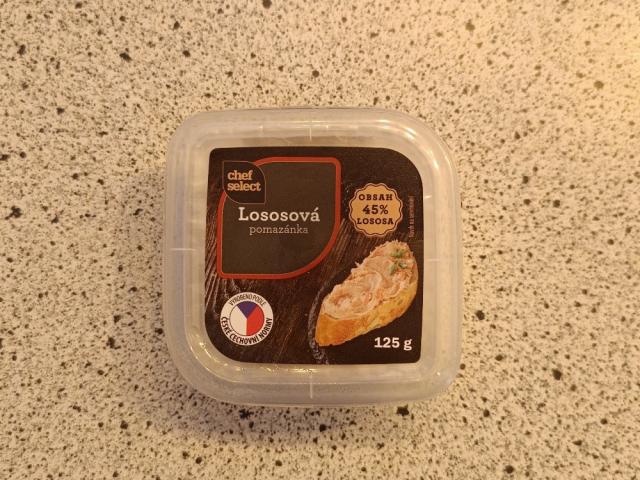 chef
select
Lososová
pomazánka
OBSAH
45%
LOSOSA
VYROBENO PODLE
ČESKÉ CECHOVNÍ NORMY
125 g